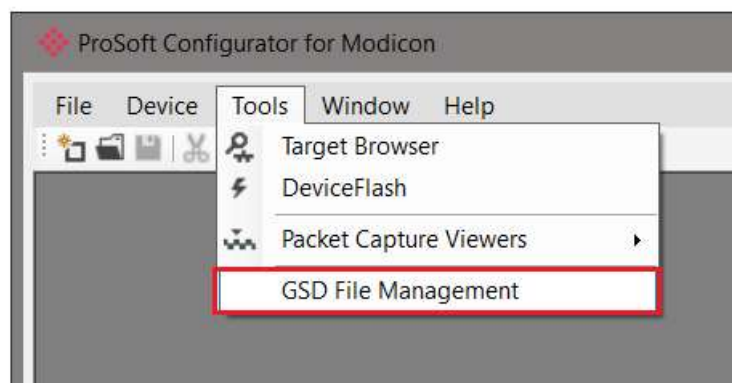 ProSoft Configurator for Modicon
File Device Tools Window Help
Target Browser
DeviceFlash
Packet Capture Viewers
GSD File Management